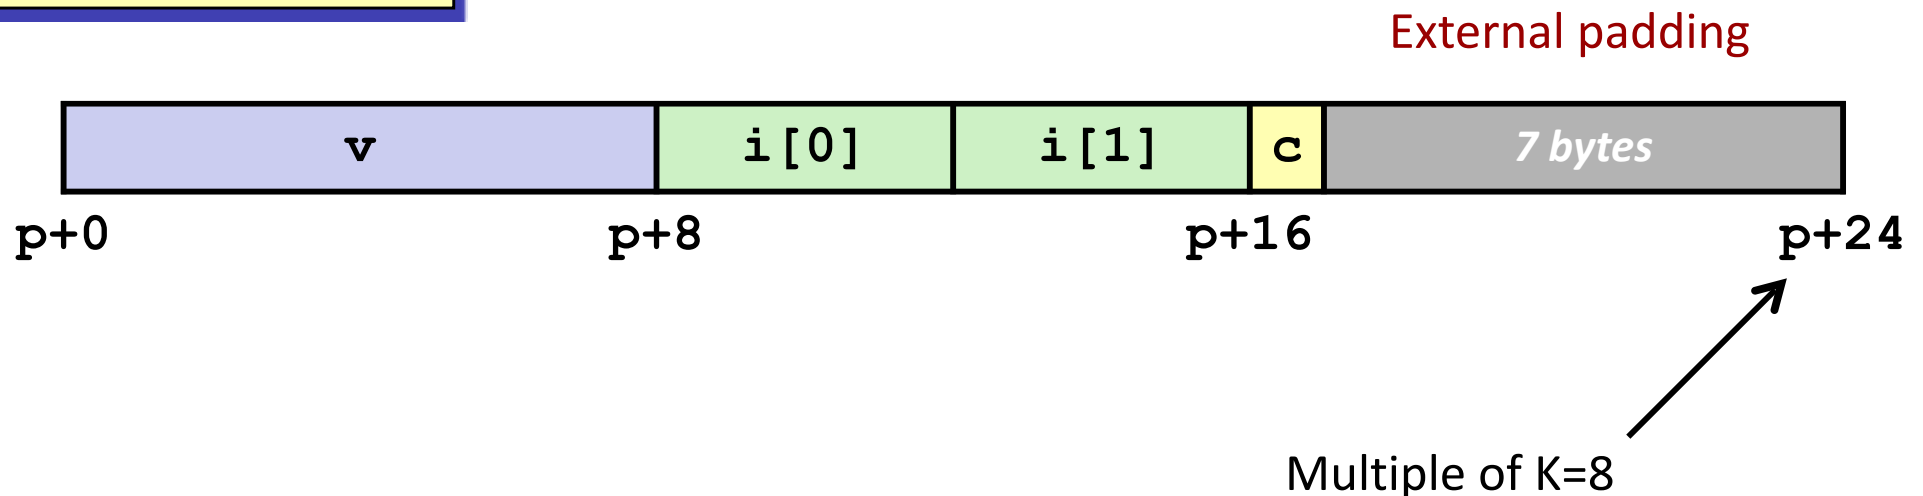 External padding
v i[0] i[1] c 7 bytes
p+0 p+8 p+16 p+24
Multiple of K=8